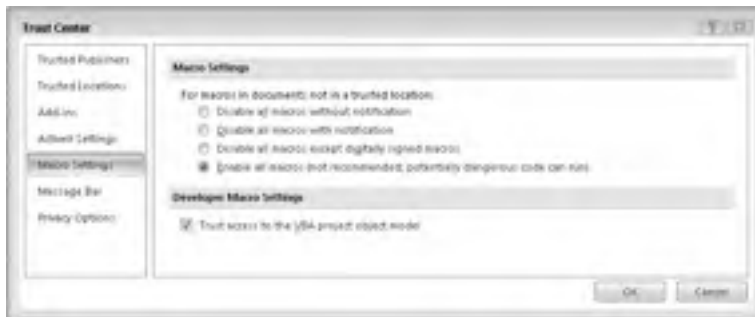 Trust Center
Trusted Publishers
Trusted Locations
Add-ins
ActiveX Settings
Macro Settings
Message Bar
Privacy Options
Macro Settings
For macros in documents not in a trusted location:
Disable all macros without notification
Disable all macros with notification
Disable all macros except digitally signed macros
Enable all macros (not recommended; potentially dangerous code can run)
Developer Macro Settings
Trust access to the VBA project object model
OK
Cancel